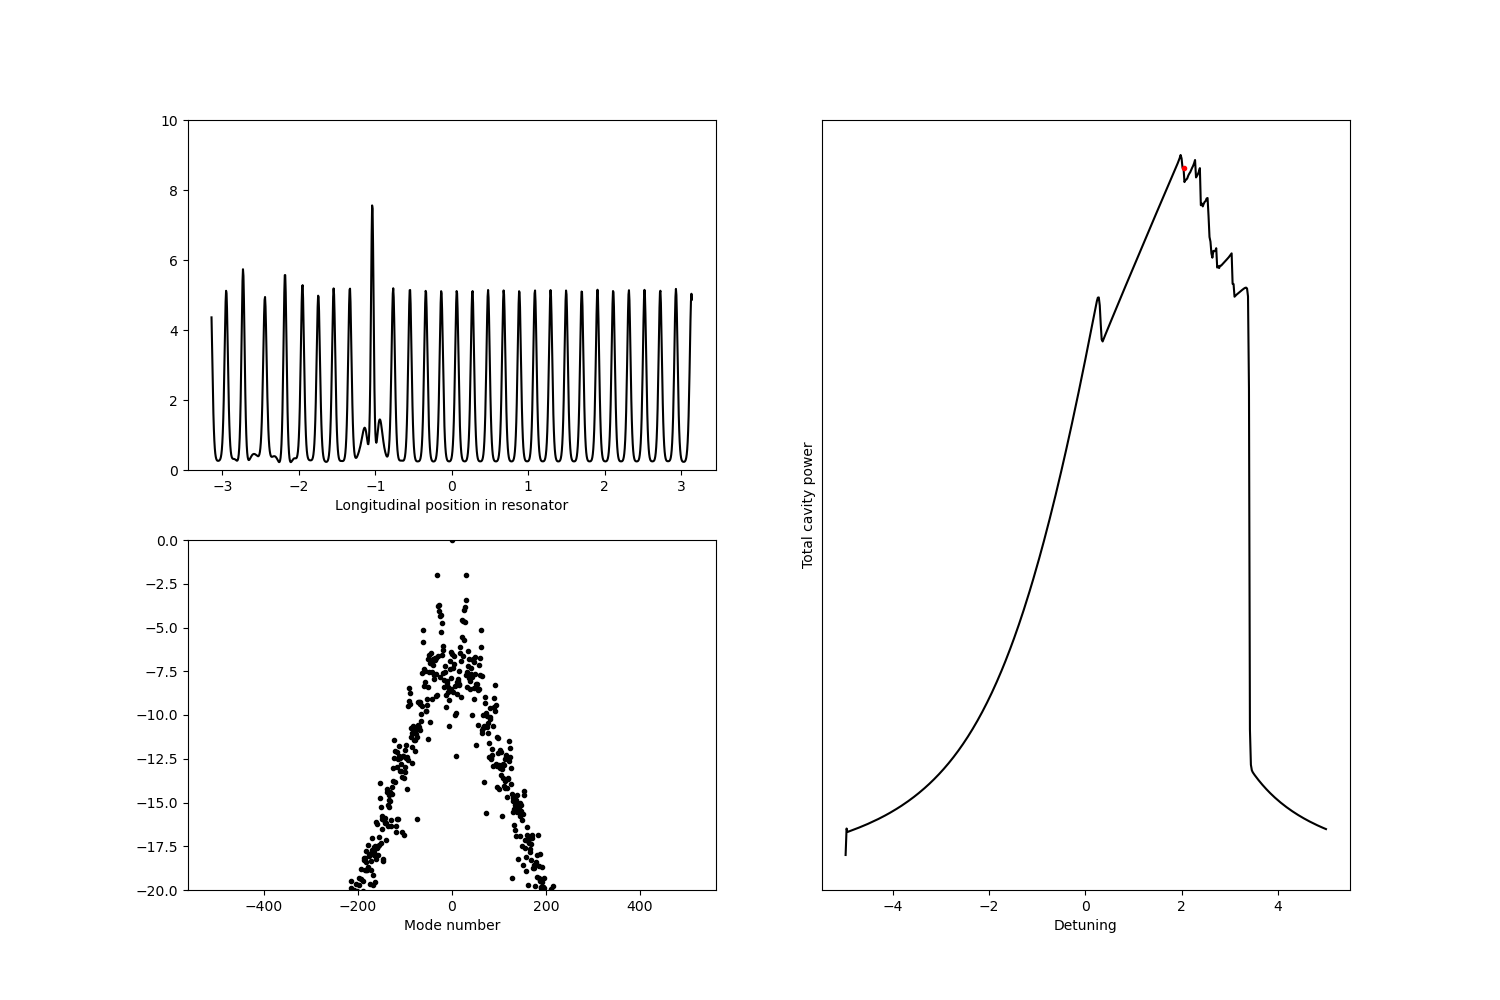 10
8
6
4
2
0
−3 −2 −1 0 1 2 3
Longitudinal position in resonator
0.0
−2.5
−5.0
−7.5
−10.0
−12.5
−15.0
−17.5
−20.0
−400 −200 0 200 400
Mode number
Total cavity power
−4 −2 0 2 4
Detuning